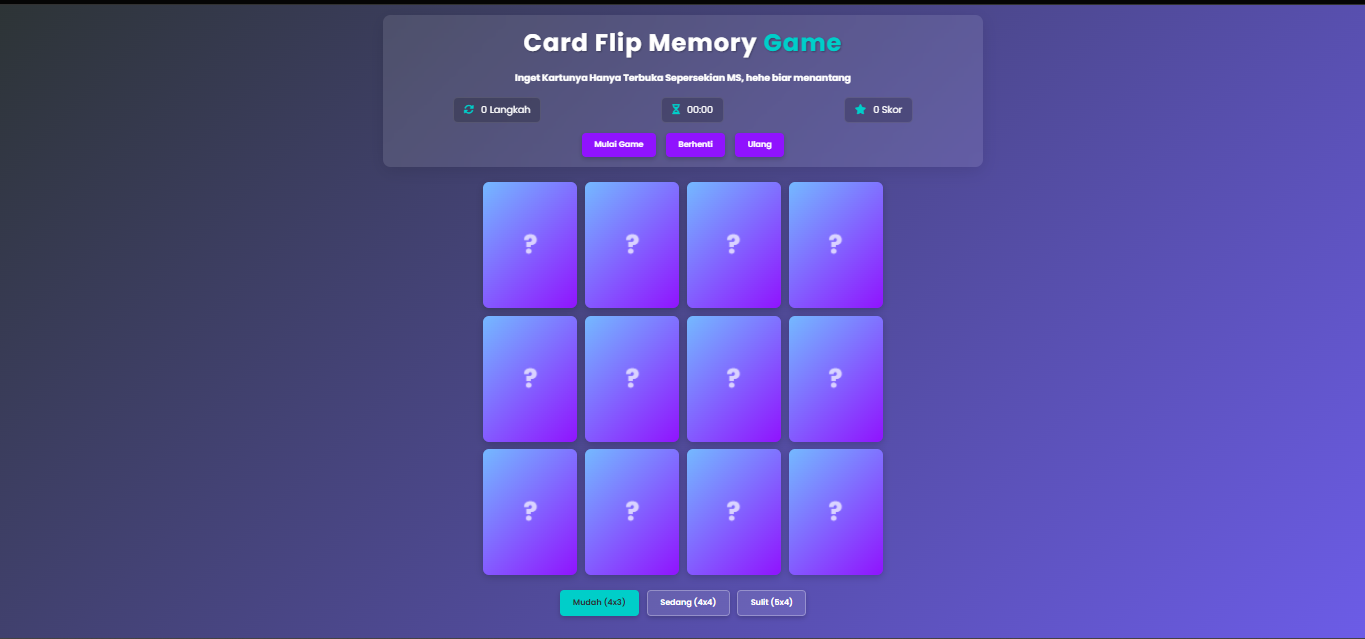 Card Flip Memory Game
Inget Kartunya Hanya Terbuka Sepersekian MS, hehe biar menantang
0 Langkah 00:00 0 Skor
Mulai Game Berhenti Ulang
? ? ? ?
? ? ? ?
? ? ? ?
Mudah (4x3) Sedang (4x4) Sulit (5x4)